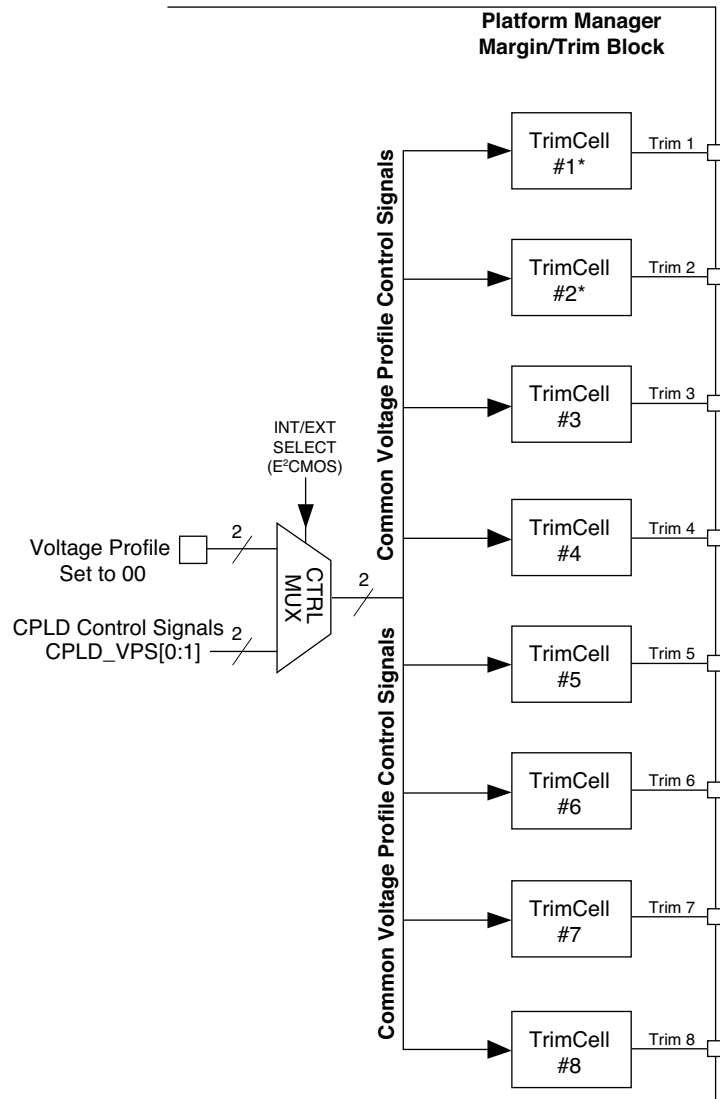 Platform Manager
Margin/Trim Block
TrimCell
#1*
Trim 1
TrimCell
#2*
Trim 2
TrimCell
#3
Trim 3
TrimCell
#4
Trim 4
TrimCell
#5
Trim 5
TrimCell
#6
Trim 6
TrimCell
#7
Trim 7
TrimCell
#8
Trim 8
Common Voltage Profile Control Signals
Common Voltage Profile Control Signals
INT/EXT
SELECT
(E²CMOS)
Voltage Profile
Set to 00
2
CPLD Control Signals
CPLD_VPS[0:1]
2
CTRL
MUX
2